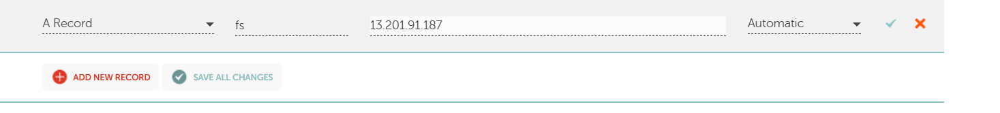 A Record fs 13.201.91.187 Automatic
ADD NEW RECORD SAVE ALL CHANGES